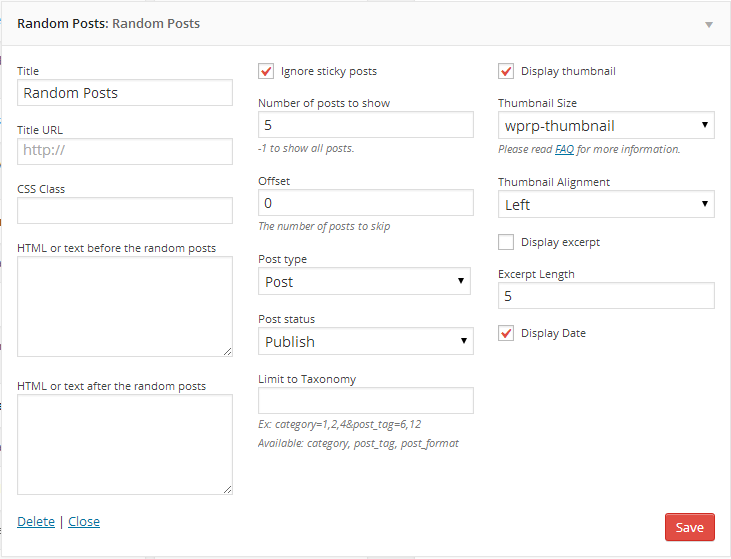 Random Posts: Random Posts
Title
Random Posts
Title URL
http://
CSS Class
HTML or text before the random posts
HTML or text after the random posts
Delete | Close
Ignore sticky posts
Number of posts to show
5
-1 to show all posts.
Offset
0
The number of posts to skip
Post type
Post
Post status
Publish
Limit to Taxonomy
Ex: category=1,2,4&post_tag=6,12
Available: category, post_tag, post_format
Display thumbnail
Thumbnail Size
wprp-thumbnail
Please read FAQ for more information.
Thumbnail Alignment
Left
Display excerpt
Excerpt Length
5
Display Date
Save